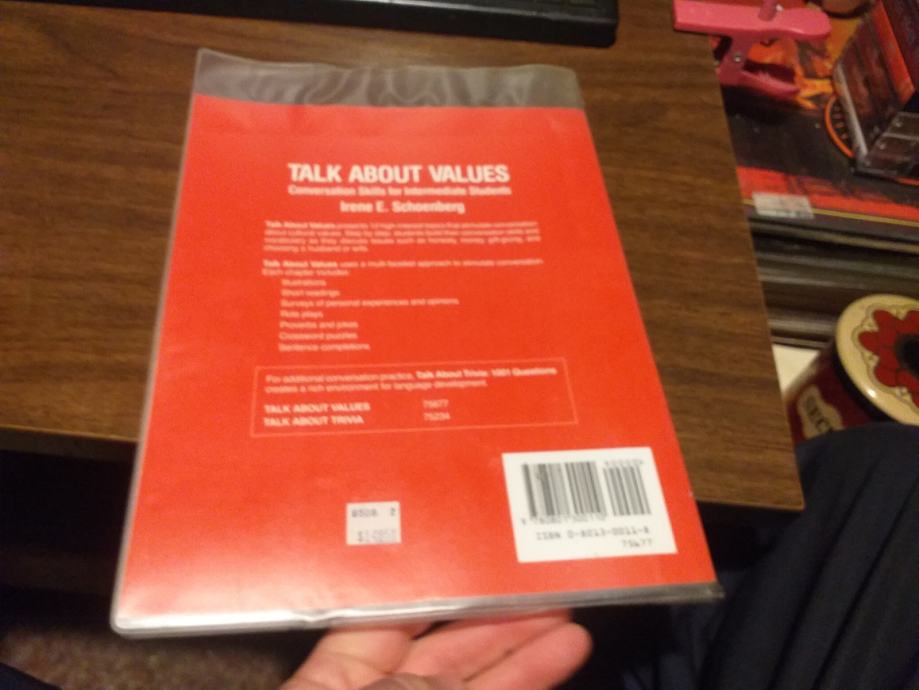 TALK ABOUT VALUES
Conversation Skills for Intermediate Students
Irene E. Schoenberg
Talk About Values presents 12 high-interest topics that stimulate conversation
about cultural values. Step by step, students build their conversation skills and
vocabulary as they discuss issues such as honesty, money, gift-giving, and
choosing a husband or wife.
Talk About Values uses a multi-faceted approach to stimulate conversation.
Each chapter includes:
Illustrations
Short readings
Surveys of personal experiences and opinions
Role plays
Proverbs and jokes
Crossword puzzles
Sentence completions
For additional conversation practice, Talk About Trivia: 1001 Questions
creates a rich environment for language development.
TALK ABOUT VALUES 75677
TALK ABOUT TRIVIA 75234
ISBN 0-8013-0011-8
75677